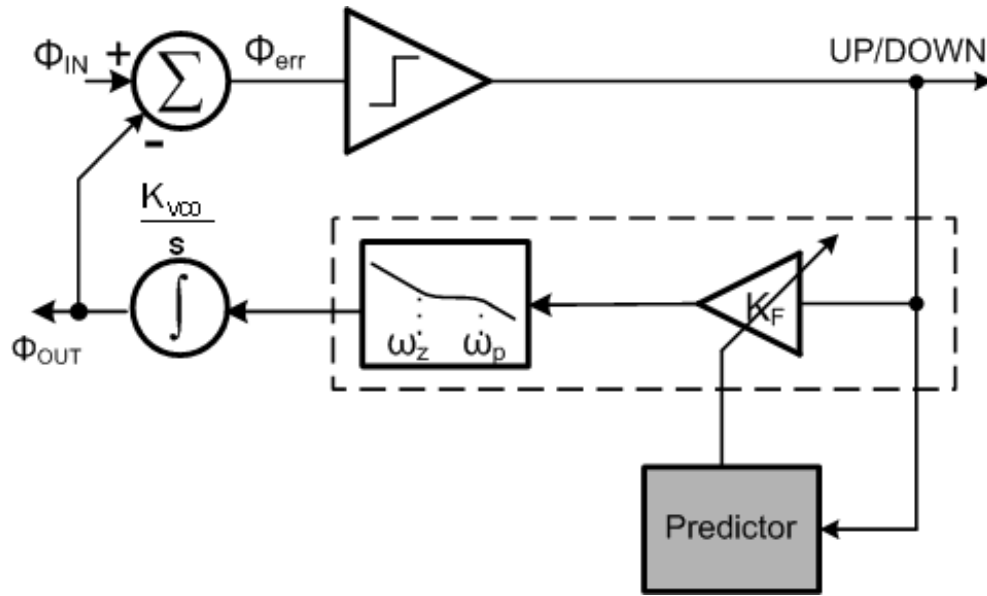 Φ_IN
+
Φ_err
UP/DOWN
Σ
-
K_VCO
s
∫
Φ_OUT
ω_z
ω_p
K_F
Predictor